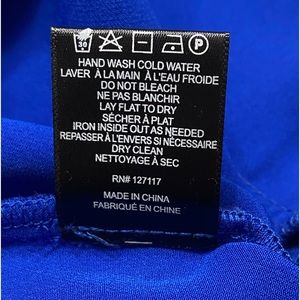 30 P
HAND WASH COLD WATER
LAVER À LA MAIN À L'EAU FROIDE
DO NOT BLEACH
NE PAS BLANCHIR
LAY FLAT TO DRY
SÉCHER À PLAT
IRON INSIDE OUT AS NEEDED
REPASSER À L'ENVERS SI NÉCESSAIRE
DRY CLEAN
NETTOYAGE À SEC
RN# 127117
MADE IN CHINA
FABRIQUÉ EN CHINE